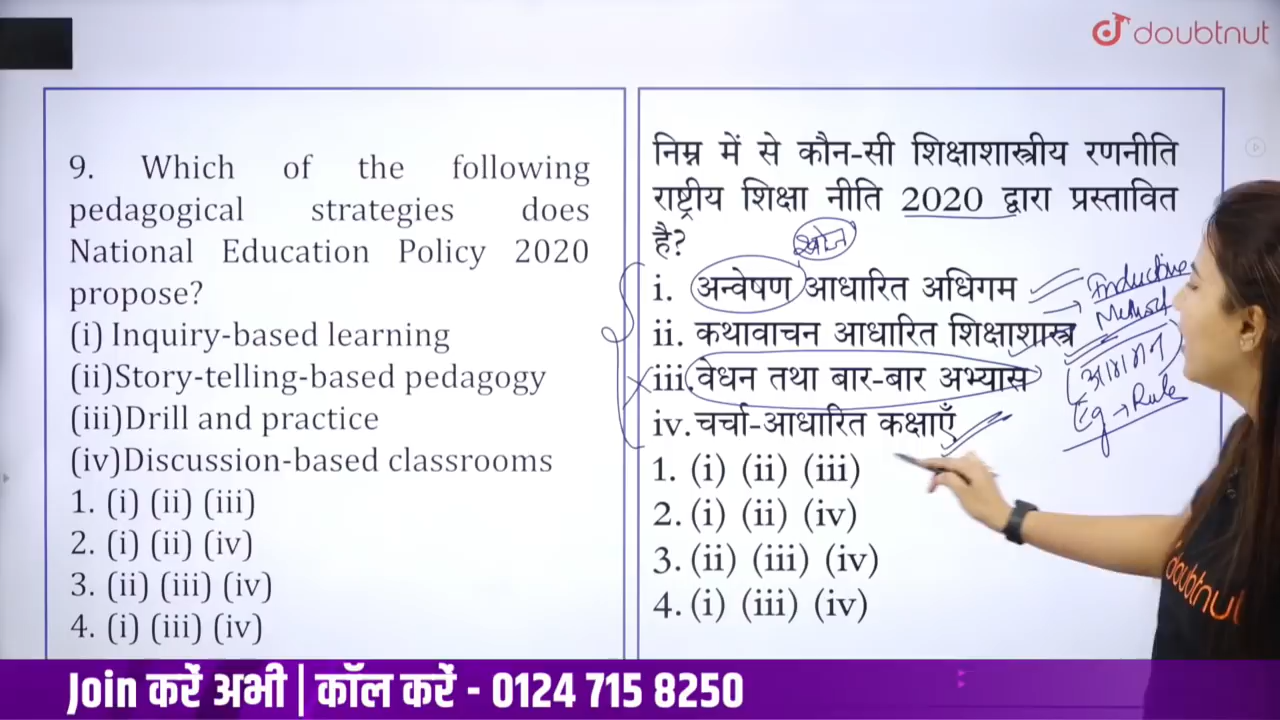 doubtnut
9. Which of the following
pedagogical strategies does
National Education Policy 2020
propose?
(i) Inquiry-based learning
(ii)Story-telling-based pedagogy
(iii)Drill and practice
(iv)Discussion-based classrooms
1. (i) (ii) (iii)
2. (i) (ii) (iv)
3. (ii) (iii) (iv)
4. (i) (iii) (iv)
निम्न में से कौन-सी शिक्षाशास्त्रीय रणनीति
राष्ट्रीय शिक्षा नीति 2020 द्वारा प्रस्तावित
है?
खोज
i. अन्वेषण आधारित अधिगम
ii. कथावाचन आधारित शिक्षाशास्त्र
iii. वेधन तथा बार-बार अभ्यास
iv. चर्चा-आधारित कक्षाएँ
1. (i) (ii) (iii)
2. (i) (ii) (iv)
3. (ii) (iii) (iv)
4. (i) (iii) (iv)
Inductive
Method
आगमन
Eg → Rule
doubtnut
Join करें अभी | कॉल करें - 0124 715 8250